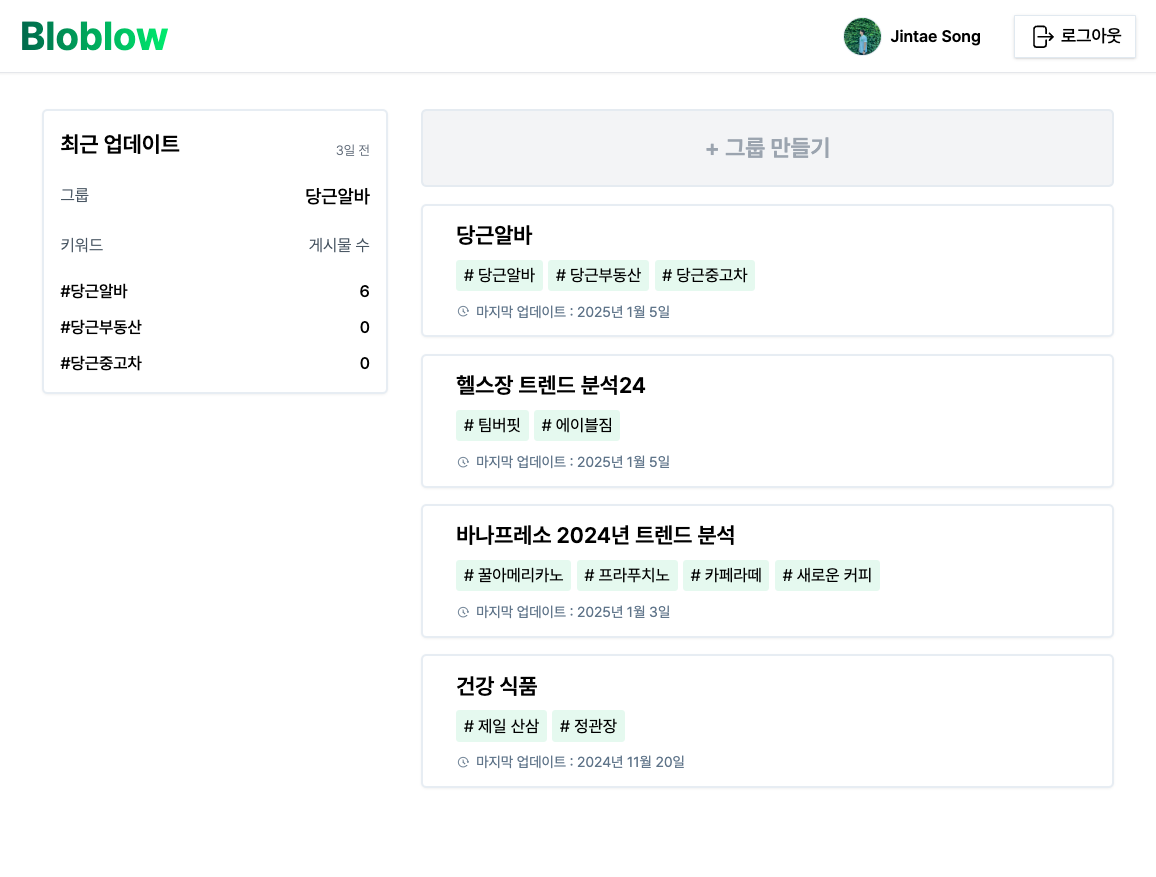 Bloblow
Jintae Song
로그아웃
최근 업데이트
3일 전
그룹 당근알바
키워드 게시물 수
#당근알바 6
#당근부동산 0
#당근중고차 0
+ 그룹 만들기
당근알바
# 당근알바 # 당근부동산 # 당근중고차
마지막 업데이트 : 2025년 1월 5일
헬스장 트렌드 분석24
# 팀버핏 # 에이블짐
마지막 업데이트 : 2025년 1월 5일
바나프레소 2024년 트렌드 분석
# 꿀아메리카노 # 프라푸치노 # 카페라떼 # 새로운 커피
마지막 업데이트 : 2025년 1월 3일
건강 식품
# 제일 산삼 # 정관장
마지막 업데이트 : 2024년 11월 20일